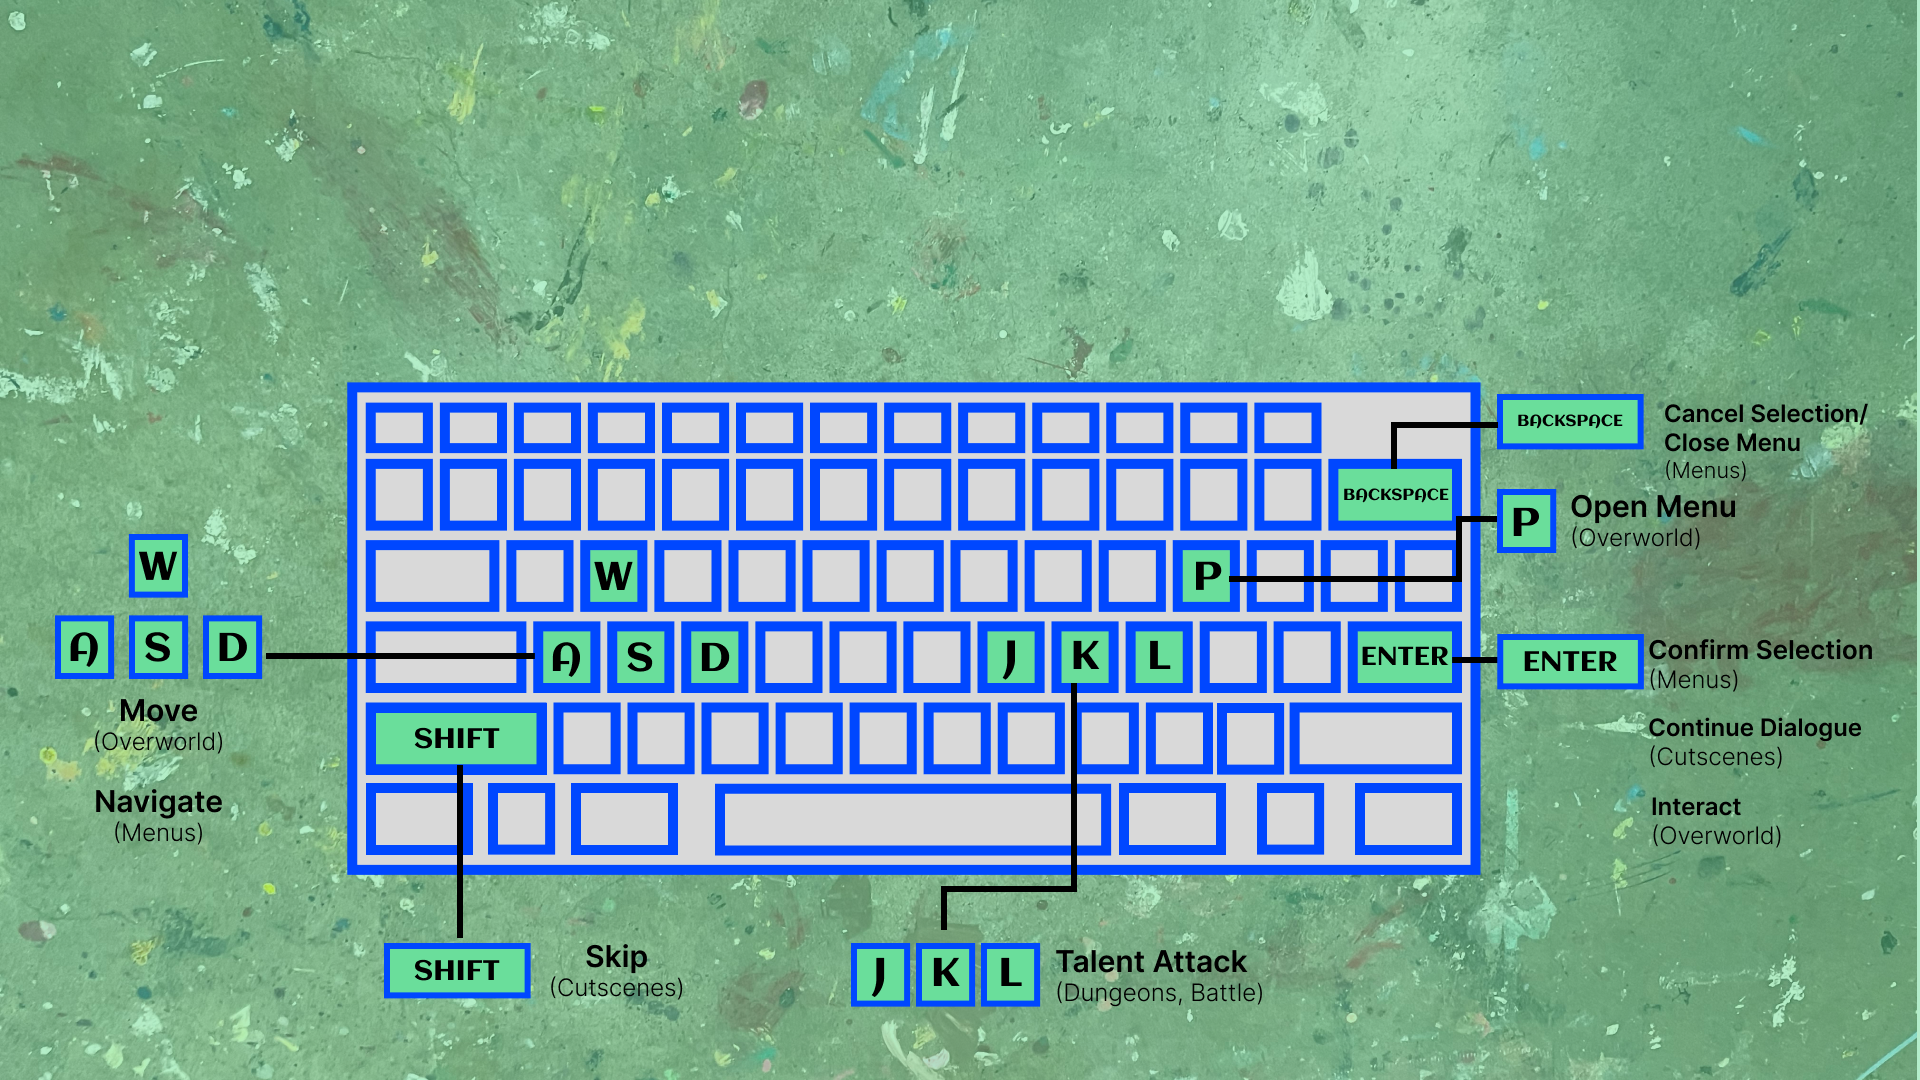 BACKSPACE
Cancel Selection/
Close Menu
(Menus)
BACKSPACE
P
Open Menu
(Overworld)
W
W
P
A S D
A S D
J K L
ENTER
ENTER
Confirm Selection
(Menus)
Move
(Overworld)
SHIFT
Continue Dialogue
(Cutscenes)
Navigate
(Menus)
Interact
(Overworld)
SHIFT
Skip
(Cutscenes)
J K L
Talent Attack
(Dungeons, Battle)